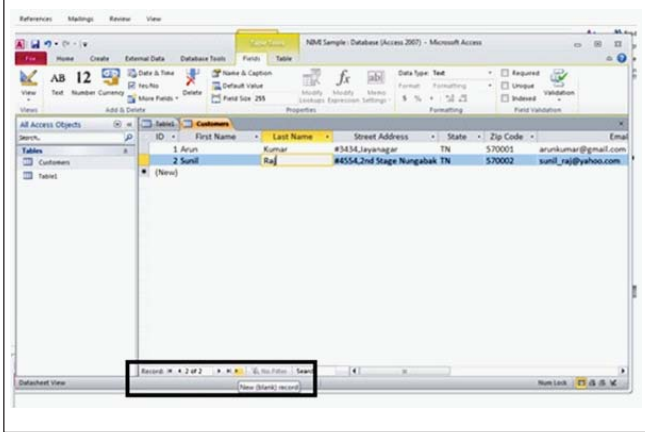 References Mailings Review View
Table Tools
NIMI Sample : Database (Access 2007) - Microsoft Access
File Home Create External Data Database Tools Fields Table
View
AB
Text
12
Number
Currency
Date & Time
Yes/No
More Fields
Delete
Name & Caption
Default Value
Field Size 255
Modify Lookups
fx
Modify Expression
ab|
Memo Settings
Data Type: Text
Format Formatting
$ %
Required
Unique
Indexed
Validation
Views Add & Delete Properties Formatting Field Validation
All Access Objects
Search..
Tables
Customers
Table1
Table1 Customers
ID First Name Last Name Street Address State Zip Code Emai
1 Arun Kumar #3434,Jayanagar TN 570001 arunkumar@gmail.com
2 Sunil Raj #4554,2nd Stage Nungabak TN 570002 sunil_raj@yahoo.com
(New)
Record: 2 of 2 No Filter Search
New (blank) record
Datasheet View Num Lock